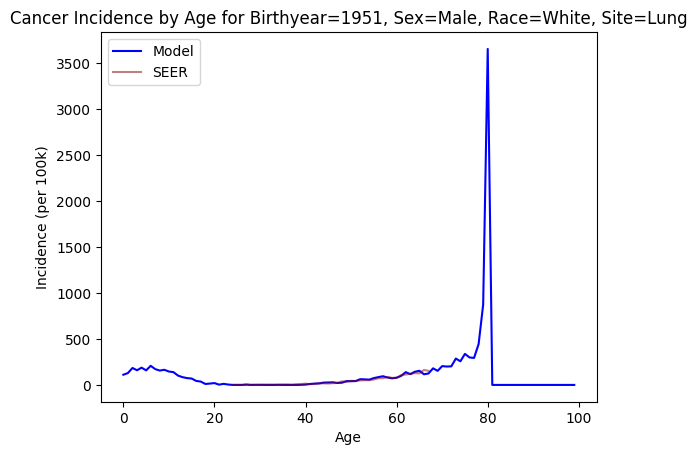 Cancer Incidence by Age for Birthyear=1951, Sex=Male, Race=White, Site=Lung
Model
SEER
3500
3000
2500
2000
1500
1000
500
0
Incidence (per 100k)
0 20 40 60 80 100
Age